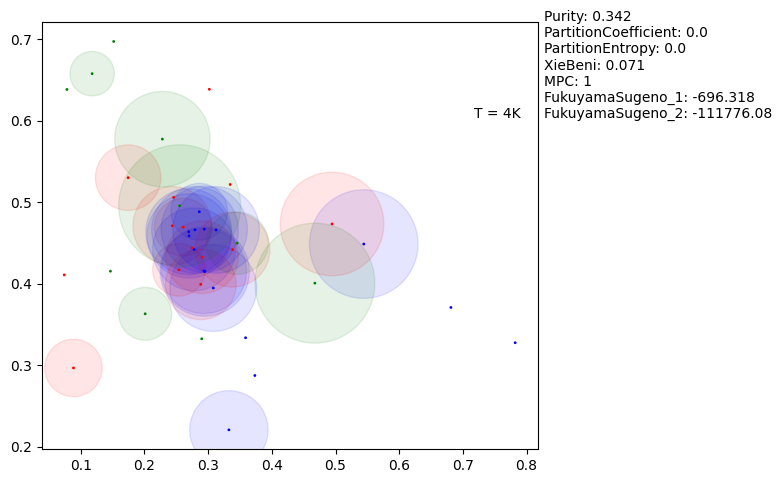 Purity: 0.342
PartitionCoefficient: 0.0
PartitionEntropy: 0.0
XieBeni: 0.071
MPC: 1
FukuyamaSugeno_1: -696.318
FukuyamaSugeno_2: -111776.08
T = 4K
0.7
0.6
0.5
0.4
0.3
0.2
0.1 0.2 0.3 0.4 0.5 0.6 0.7 0.8